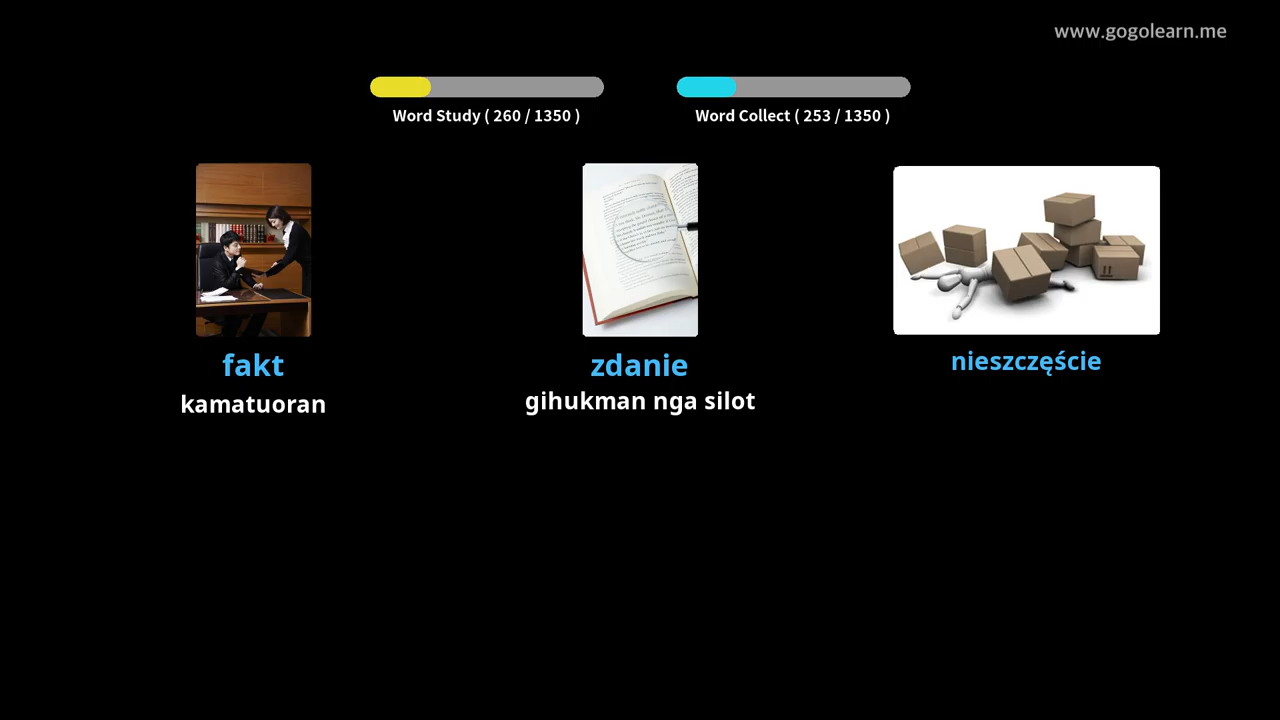 www.gogolearn.me
Word Study ( 260 / 1350 )
Word Collect ( 253 / 1350 )
fakt
kamatuoran
zdanie
gihukman nga silot
nieszczęście